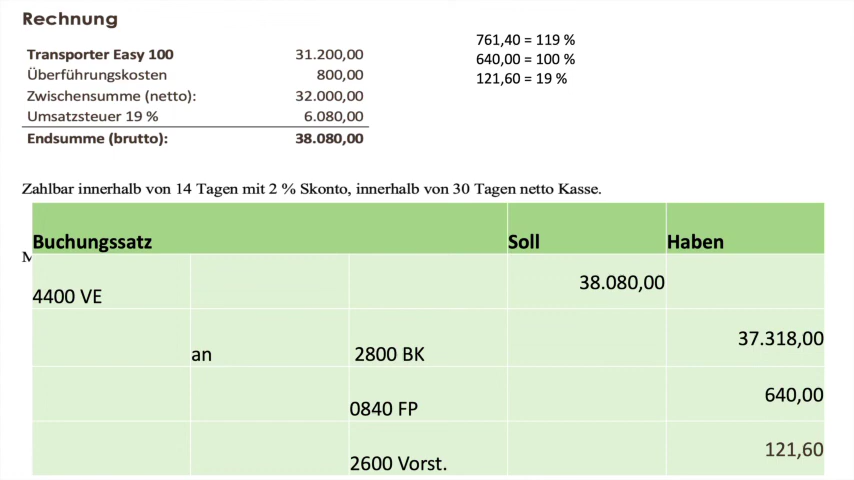 Rechnung
Transporter Easy 100 31.200,00
Überführungskosten 800,00
Zwischensumme (netto): 32.000,00
Umsatzsteuer 19 % 6.080,00
Endsumme (brutto): 38.080,00
761,40 = 119 %
640,00 = 100 %
121,60 = 19 %
Zahlbar innerhalb von 14 Tagen mit 2 % Skonto, innerhalb von 30 Tagen netto Kasse.
Buchungssatz Soll Haben
4400 VE 38.080,00
an 2800 BK 37.318,00
0840 FP 640,00
2600 Vorst. 121,60